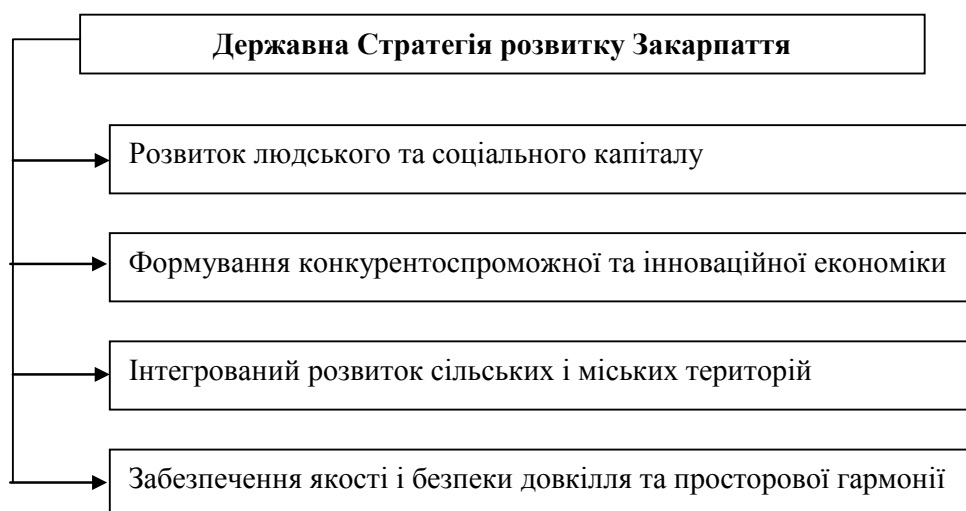 Державна Стратегія розвитку Закарпаття
Розвиток людського та соціального капіталу
Формування конкурентоспроможної та інноваційної економіки
Інтегрований розвиток сільських і міських територій
Забезпечення якості і безпеки довкілля та просторової гармонії